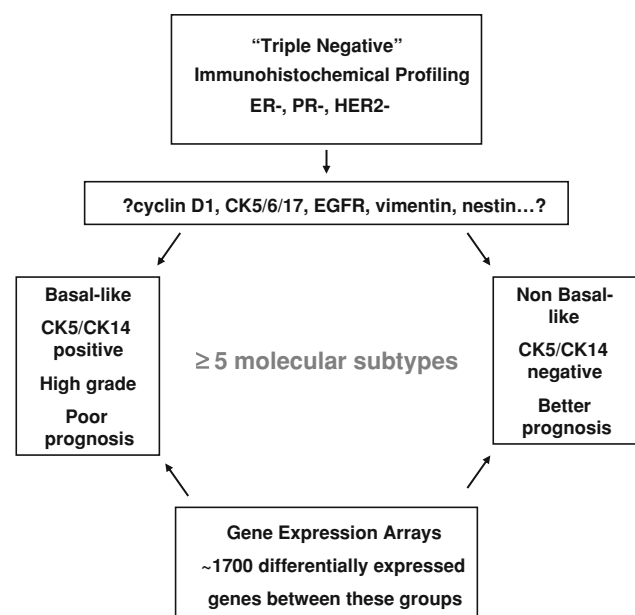 “Triple Negative”
Immunohistochemical Profiling
ER-, PR-, HER2-
?cyclin D1, CK5/6/17, EGFR, vimentin, nestin…?
Basal-like
CK5/CK14
positive
High grade
Poor
prognosis
≥ 5 molecular subtypes
Non Basal-
like
CK5/CK14
negative
Better
prognosis
Gene Expression Arrays
~1700 differentially expressed
genes between these groups